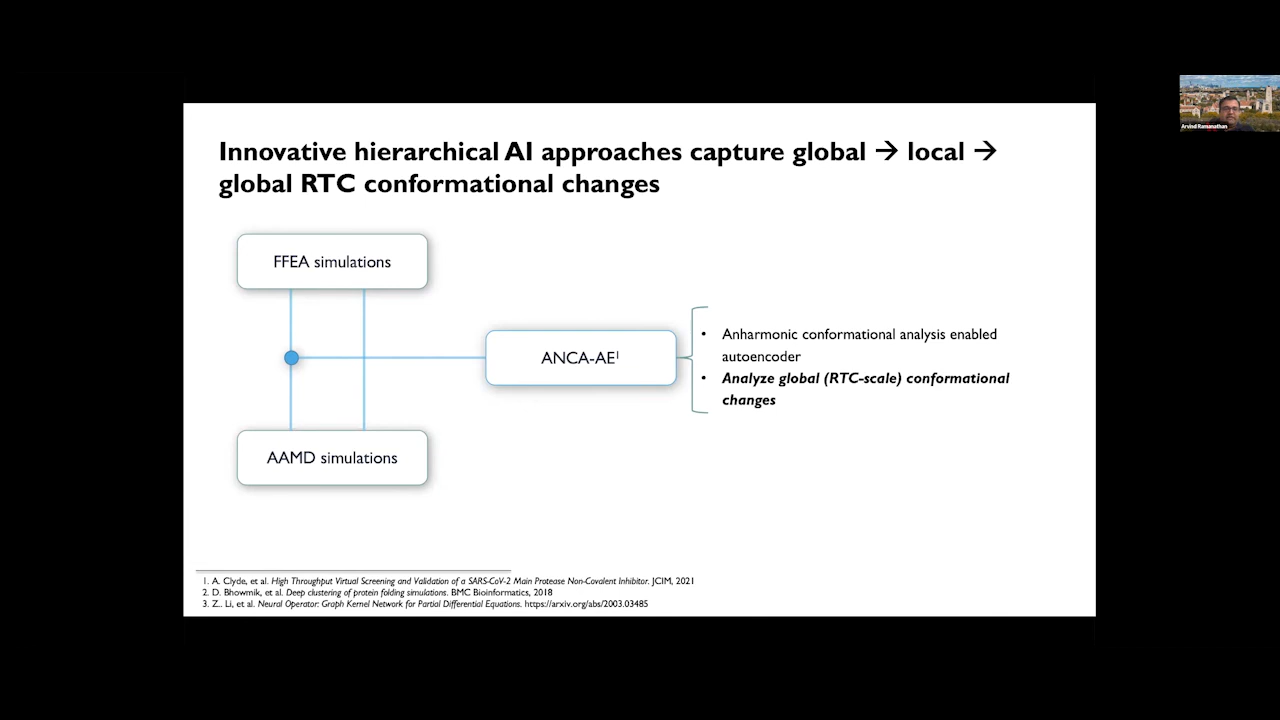 Arvind Ramanathan
Innovative hierarchical AI approaches capture global → local →
global RTC conformational changes
FFEA simulations
ANCA-AE¹
• Anharmonic conformational analysis enabled
autoencoder
• Analyze global (RTC-scale) conformational
changes
AAMD simulations
1. A. Clyde, et al. High Throughput Virtual Screening and Validation of a SARS-CoV-2 Main Protease Non-Covalent Inhibitor. JCIM, 2021
2. D. Bhowmik, et al. Deep clustering of protein folding simulations. BMC Bioinformatics, 2018
3. Z.. Li, et al. Neural Operator: Graph Kernel Network for Partial Differential Equations. https://arxiv.org/abs/2003.03485